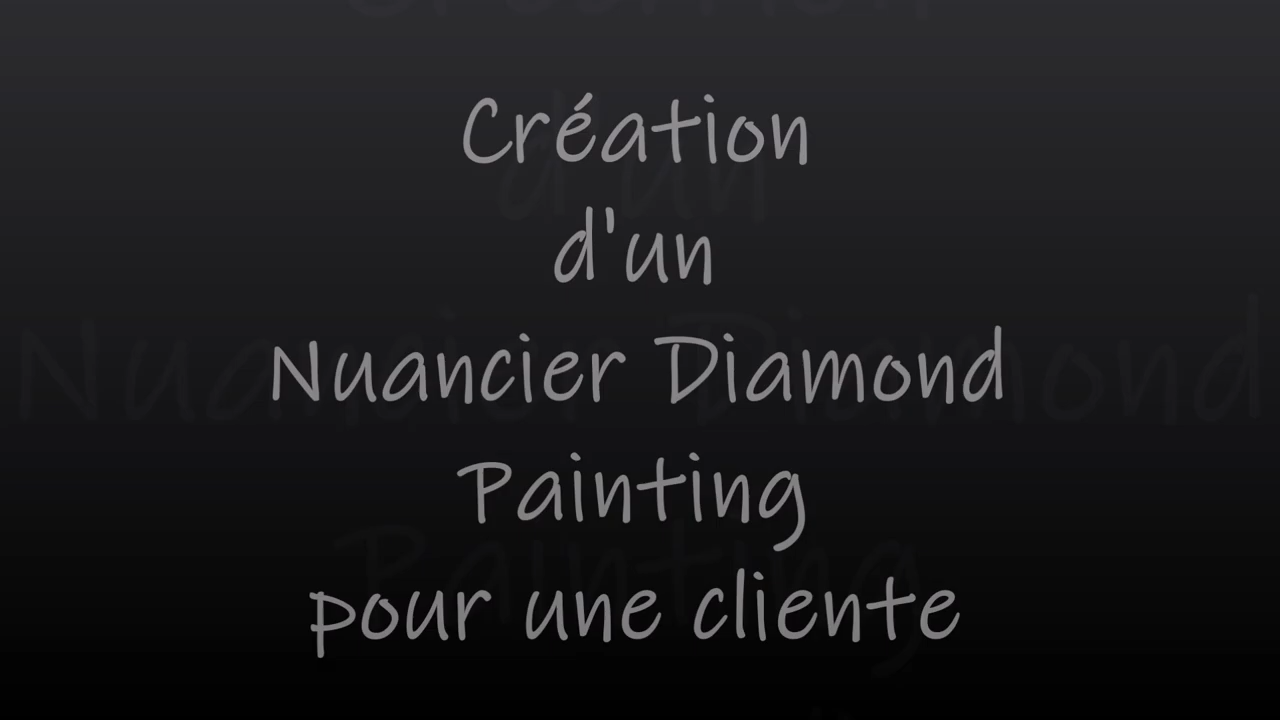 Création
d'un
Nuancier Diamond
Painting
pour une cliente